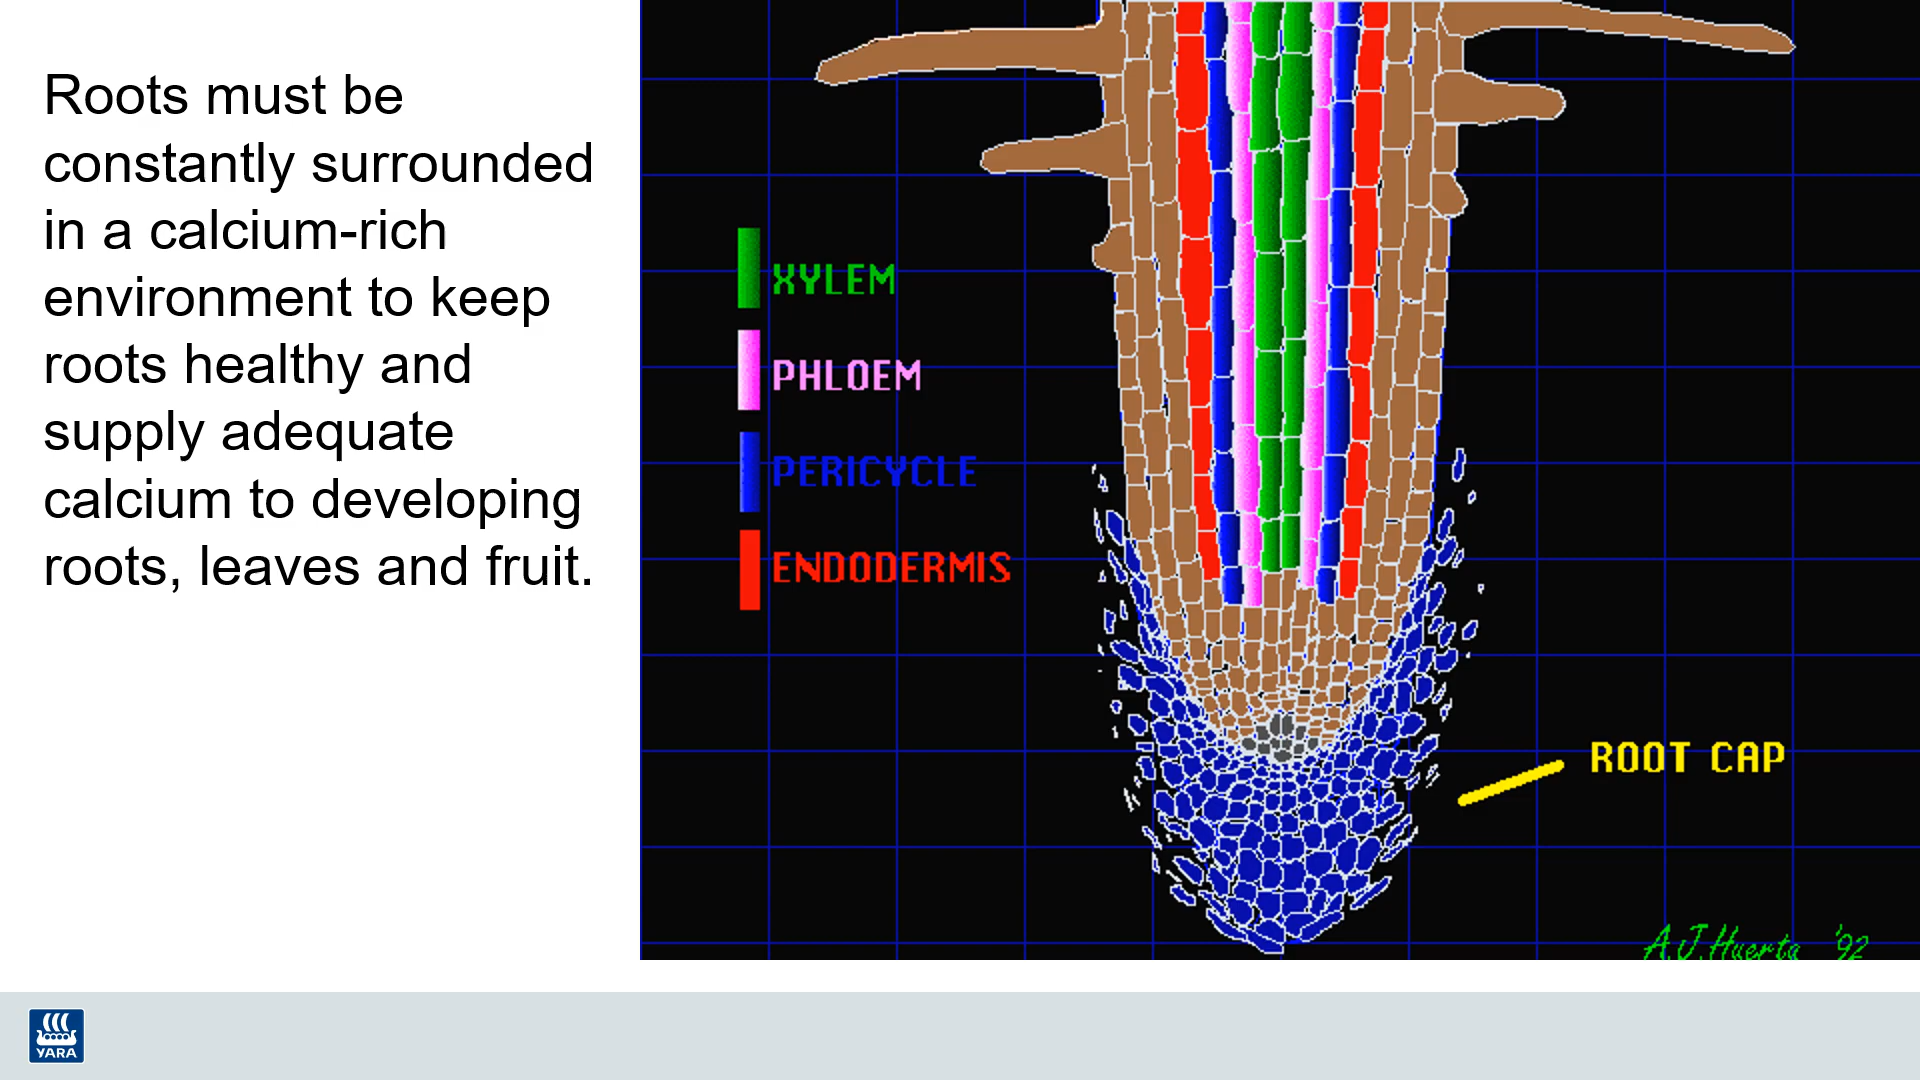 Roots must be
constantly surrounded
in a calcium-rich
environment to keep
roots healthy and
supply adequate
calcium to developing
roots, leaves and fruit.
XYLEM
PHLOEM
PERICYCLE
ENDODERMIS
ROOT CAP
A.J.Huerta '92
YARA